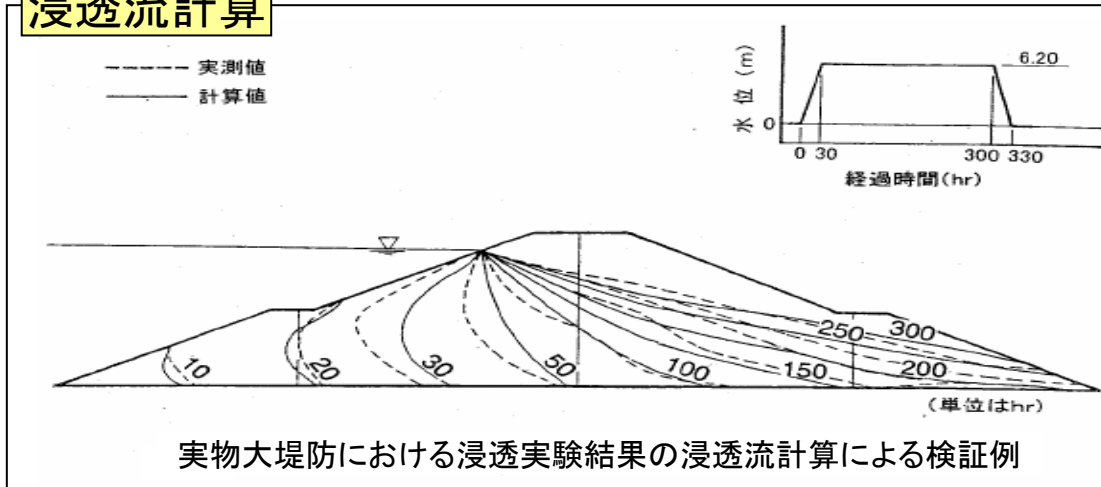 浸透流計算
実測値
計算値
水位 (m)
6.20
0
0 30 300 330
経過時間(hr)
10 20 30 50 100 150 200 250 300
(単位はhr)
実物大堤防における浸透実験結果の浸透流計算による検証例